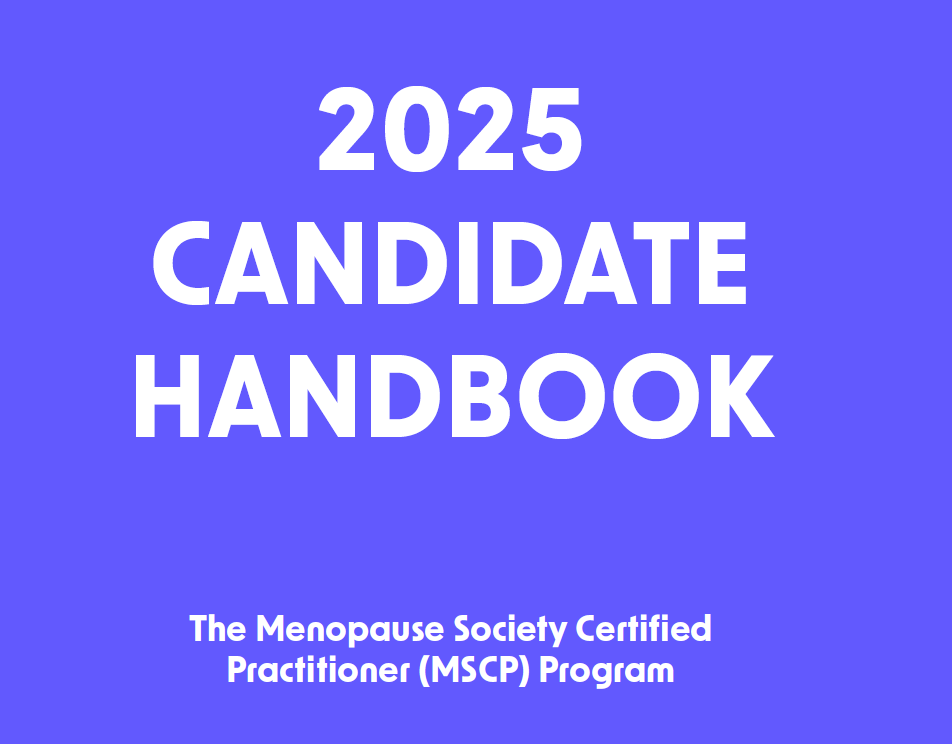 2025
CANDIDATE
HANDBOOK
The Menopause Society Certified
Practitioner (MSCP) Program